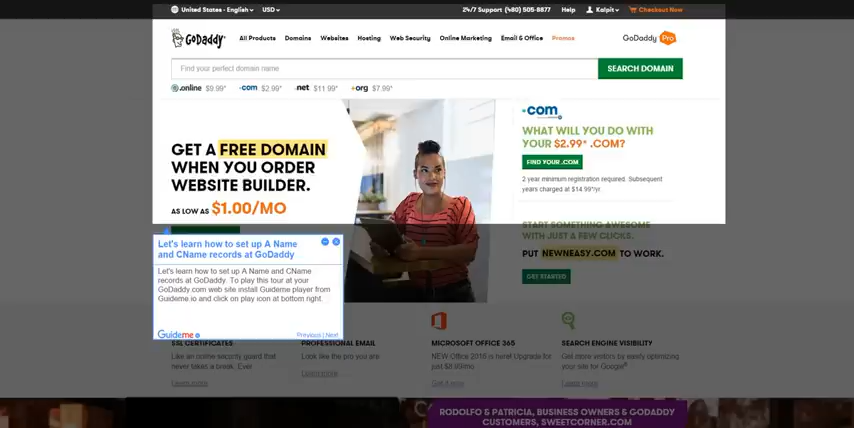 United States - English USD 24/7 Support (480) 505-8877 Help Kalpit Checkout Now
GoDaddy All Products Domains Websites Hosting Web Security Online Marketing Email & Office Promos GoDaddy Pro
Find your perfect domain name SEARCH DOMAIN
.online $9.99* .com $2.99* .net $11.99* .org $7.99*
GET A FREE DOMAIN
WHEN YOU ORDER
WEBSITE BUILDER.
AS LOW AS $1.00/MO
.com
WHAT WILL YOU DO WITH
YOUR $2.99* .COM?
FIND YOUR .COM
2 year minimum registration required. Subsequent
years charged at $14.99*/yr.
START SOMETHING AWESOME
WITH JUST A FEW CLICKS.
PUT NEWNEASY.COM TO WORK.
GET STARTED
Let's learn how to set up A Name
and CName records at GoDaddy
Let's learn how to set up A Name and CName
records at GoDaddy. To play this tour at your
GoDaddy.com web site install Guideme player from
Guideme.io and click on play icon at bottom right.
Guideme Previous | Next
SSL CERTIFICATES
Like an online security guard that
never takes a break. Ever.
Learn more
PROFESSIONAL EMAIL
Look like the pro you are
Learn more
MICROSOFT OFFICE 365
NEW Office 2016 is here! Upgrade for
just $8.99/mo
Get it now
SEARCH ENGINE VISIBILITY
Get more visitors by easily optimizing
your site for Google®
Learn more
RODOLFO & PATRICIA, BUSINESS OWNERS & GODADDY
CUSTOMERS, SWEETCORNER.COM